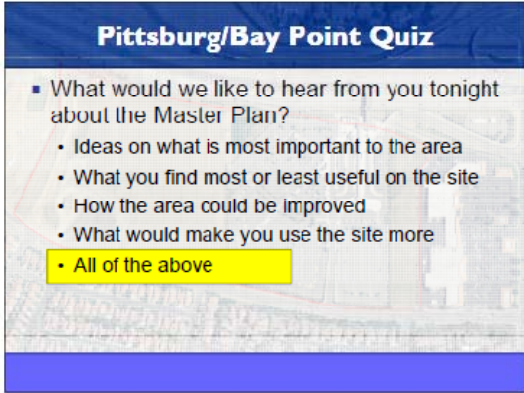 Pittsburg/Bay Point Quiz
▪ What would we like to hear from you tonight
about the Master Plan?
• Ideas on what is most important to the area
• What you find most or least useful on the site
• How the area could be improved
• What would make you use the site more
• All of the above